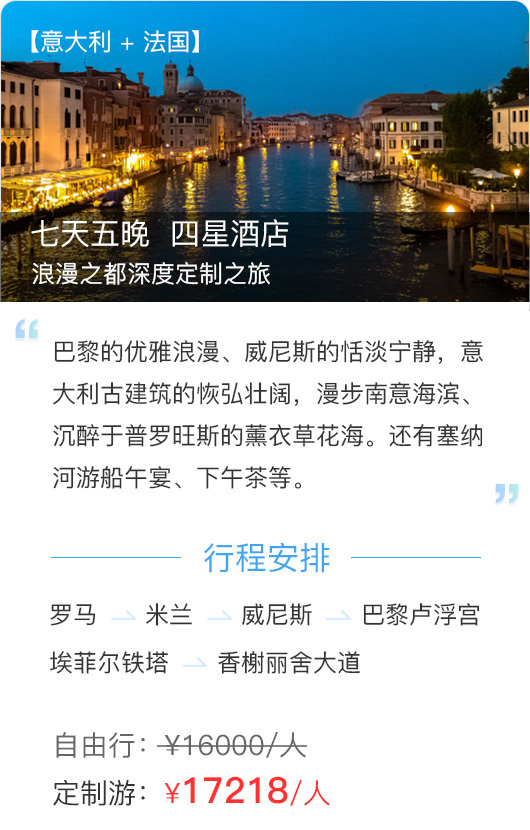 【意大利 + 法国】
七天五晚 四星酒店
浪漫之都深度定制之旅
巴黎的优雅浪漫、威尼斯的恬淡宁静，意
大利古建筑的恢弘壮阔，漫步南意海滨、
沉醉于普罗旺斯的薰衣草花海。还有塞纳
河游船午宴、下午茶等。
行程安排
罗马 米兰 威尼斯 巴黎卢浮宫
埃菲尔铁塔 香榭丽舍大道
自由行：¥16000/人
定制游：¥17218/人